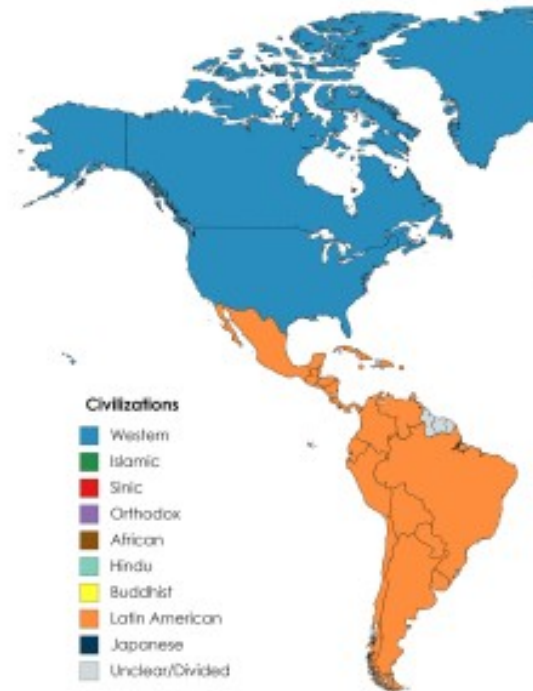 Civilizations
Western
Islamic
Sinic
Orthodox
African
Hindu
Buddhist
Latin American
Japanese
Unclear/Divided